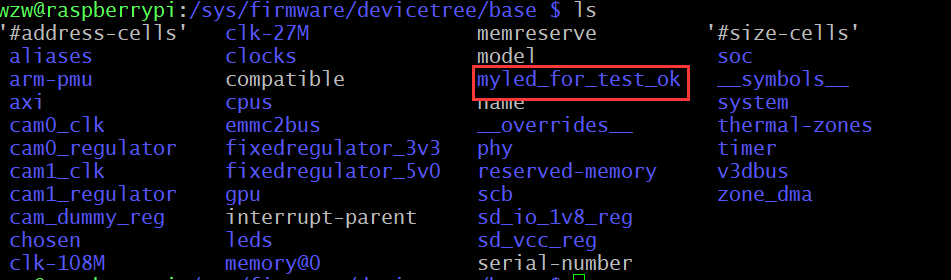 wzw@raspberrypi:/sys/firmware/devicetree/base $ ls
'#address-cells' clk-27M memreserve '#size-cells'
aliases clocks model soc
arm-pmu compatible myled_for_test_ok __symbols__
axi cpus name system
cam0_clk emmc2bus __overrides__ thermal-zones
cam0_regulator fixedregulator_3v3 phy timer
cam1_clk fixedregulator_5v0 reserved-memory v3dbus
cam1_regulator gpu scb zone_dma
cam_dummy_reg interrupt-parent sd_io_1v8_reg
chosen leds sd_vcc_reg
clk-108M memory@0 serial-number